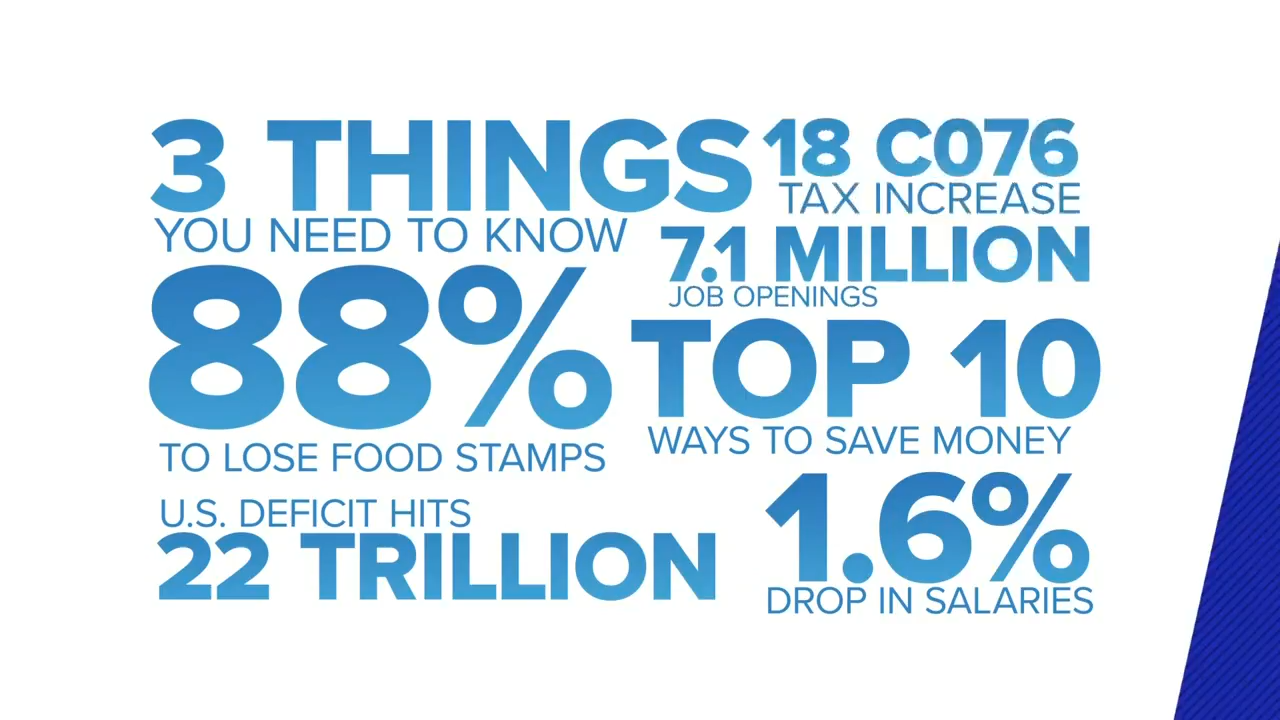 3 THINGS
YOU NEED TO KNOW
88%
TO LOSE FOOD STAMPS
U.S. DEFICIT HITS
22 TRILLION
18 C076
TAX INCREASE
7.1 MILLION
JOB OPENINGS
TOP 10
WAYS TO SAVE MONEY
1.6%
DROP IN SALARIES